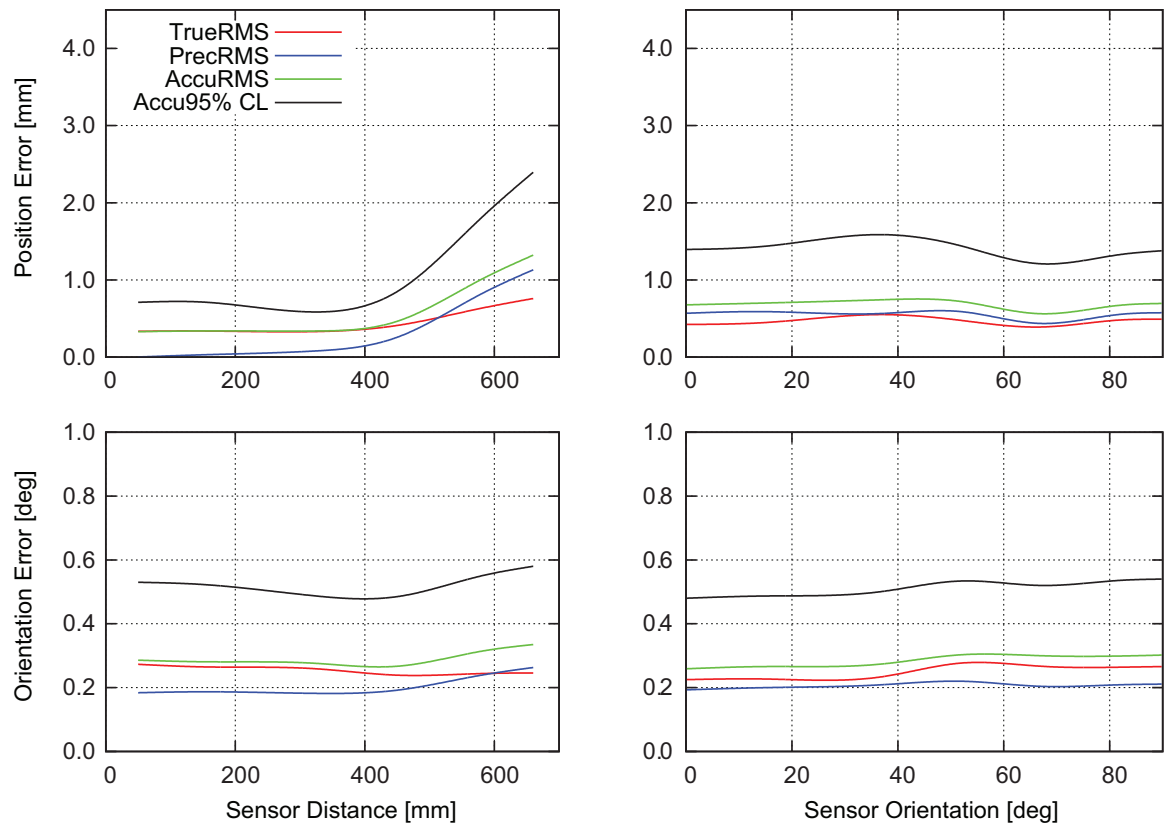 TrueRMS
PrecRMS
AccuRMS
Accu95% CL
Position Error [mm]
4.0
3.0
2.0
1.0
0.0
0 200 400 600
4.0
3.0
2.0
1.0
0.0
0 20 40 60 80
Orientation Error [deg]
1.0
0.8
0.6
0.4
0.2
0.0
0 200 400 600
Sensor Distance [mm]
1.0
0.8
0.6
0.4
0.2
0.0
0 20 40 60 80
Sensor Orientation [deg]